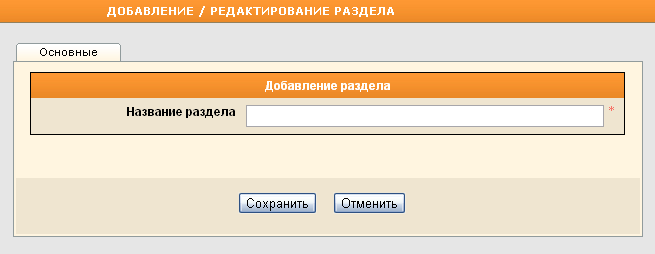 ДОБАВЛЕНИЕ / РЕДАКТИРОВАНИЕ РАЗДЕЛА
Основные
Добавление раздела
Название раздела *
Сохранить Отменить